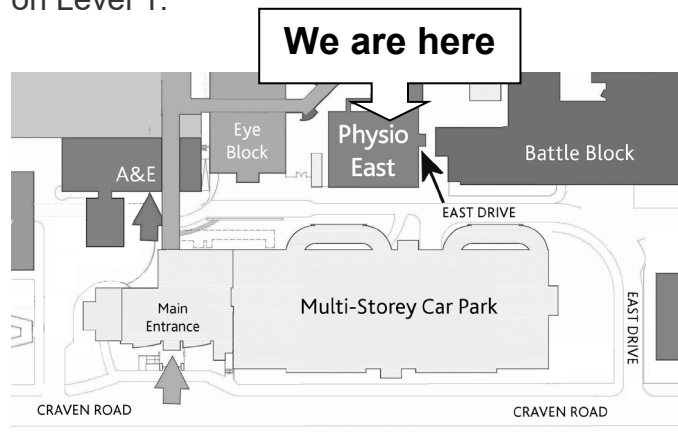 on Level 1.
We are here
Eye
Block
Physio
East
A&E
Battle Block
EAST DRIVE
Main
Entrance
Multi-Storey Car Park
EAST DRIVE
CRAVEN ROAD
CRAVEN ROAD